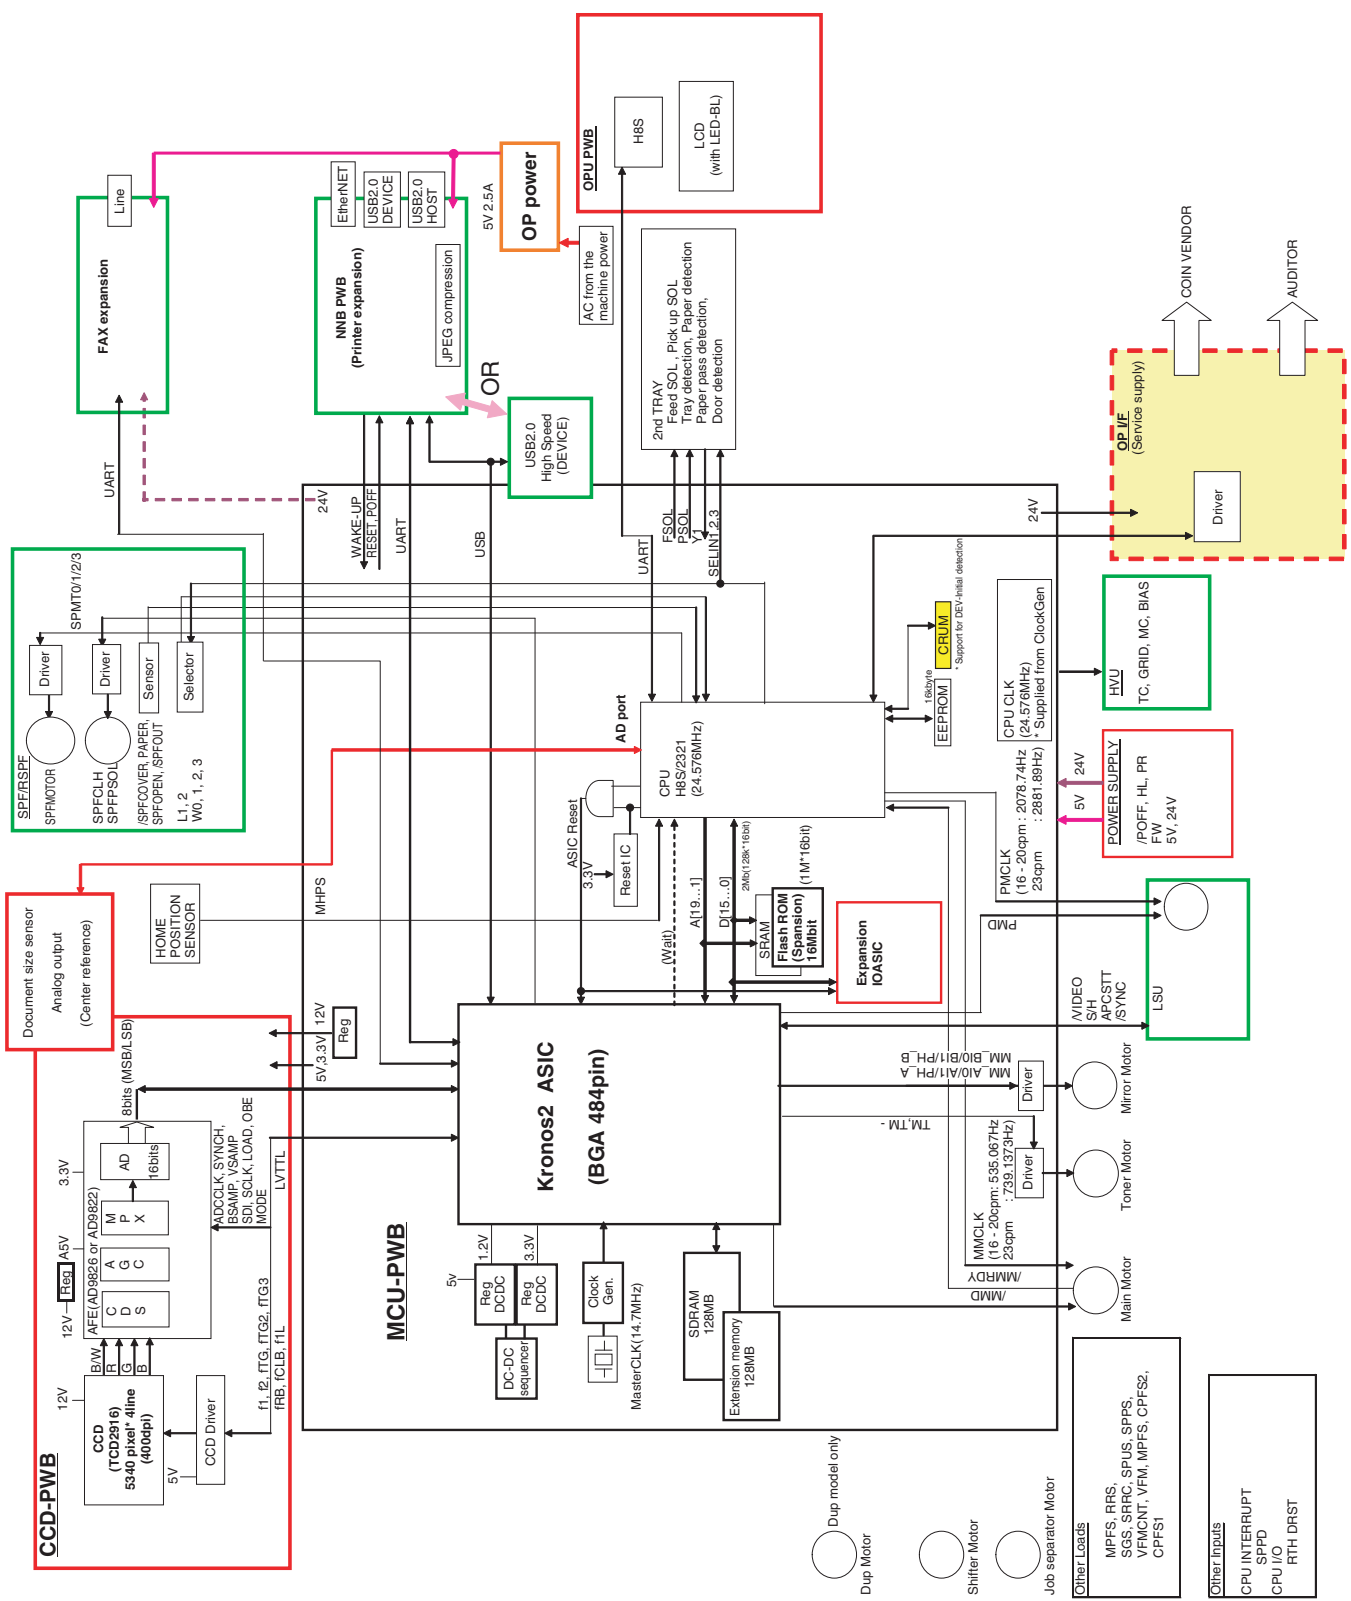 CCD-PWB
CCD
(TCD2916)
5340 pixel* 4line
(400dpi)
12V
5V
CCD Driver
B/W
R
G
B
12V
Reg
A5V
3.3V
AFE(AD9826 or AD9822)
C
D
S
A
G
C
M
P
X
AD
16bits
8bits (MSB/LSB)
ADCCLK, SYNCH,
BSAMP, VSAMP
SDI, SCLK, LOAD, OBE
MODE
f1, f2, fTG, fTG2, fTG3
fRB, fCLB, f1L
LVTTL
Document size sensor
Analog output
(Center reference)
HOME
POSITION
SENSOR
MHPS
5V,3.3V
12V
Reg
SPF/RSPF
SPFMOTOR
Driver
SPFCLH
SPFPSOL
Driver
/SPFCOVER, PAPER,
SPFOPEN, /SPFOUT
Sensor
L1, 2
W0, 1, 2, 3
Selector
SPMT0/1/2/3
FAX expansion
Line
UART
24V
NNB PWB
(Printer expansion)
EtherNET
USB2.0
DEVICE
USB2.0
HOST
JPEG compression
WAKE-UP
RESET, POFF
UART
USB
OR
USB2.0
High Speed
(DEVICE)
5V 2.5A
OP power
AC from the
machine power
OPU PWB
H8S
LCD
(with LED-BL)
2nd TRAY
Feed SOL , Pick up SOL
Tray detection, Paper detection
Paper pass detection,
Door detection
UART
FSOL
PSOL
Y1
SELIN1,2,3
MCU-PWB
Kronos2 ASIC
(BGA 484pin)
5v
1.2V
3.3V
Reg
DCDC
Reg
DCDC
DC-DC
sequencer
Clock
Gen.
MasterCLK(14.7MHz)
SDRAM
128MB
Extension memory
128MB
ASIC Reset
3.3V
Reset IC
AD port
CPU
H8S/2321
(24.576MHz)
(Wait)
A[19...1]
D[15...0]
2Mb(128k*16bit)
SRAM
Flash ROM
(Spansion)
16Mbit
(1M*16bit)
Expansion
IOASIC
EEPROM
16kbyte
CRUM
* Support for DEV-Initial detection
CPU CLK
(24.576MHz)
* Supplied from ClockGen
24V
OP I/F
(Service supply)
Driver
COIN VENDOR
AUDITOR
HVU
TC, GRID, MC, BIAS
5V
24V
POWER SUPPLY
/POFF, HL, PR
FW
5V, 24V
PMCLK
(16 - 20cpm : 2078.74Hz
23cpm : 2881.89Hz)
PMD
/VIDEO
S/H
APCSTT
/SYNC
LSU
MM_AI0/AI1/PH_A
MM_BI0/BI1/PH_B
Driver
Mirror Motor
TM,TM -
Driver
Toner Motor
MMCLK
(16 - 20cpm: 535.067Hz
23cpm : 739.1373Hz)
/MMRDY
/MMD
Main Motor
Dup model only
Dup Motor
Shifter Motor
Job separator Motor
Other Loads
MPFS, RRS,
SGS, SRRC, SPUS, SPPS,
VFMCNT, VFM, MPFS, CPFS2,
CPFS1
Other Inputs
CPU INTERRUPT
SPPD
CPU I/O
RTH DRST